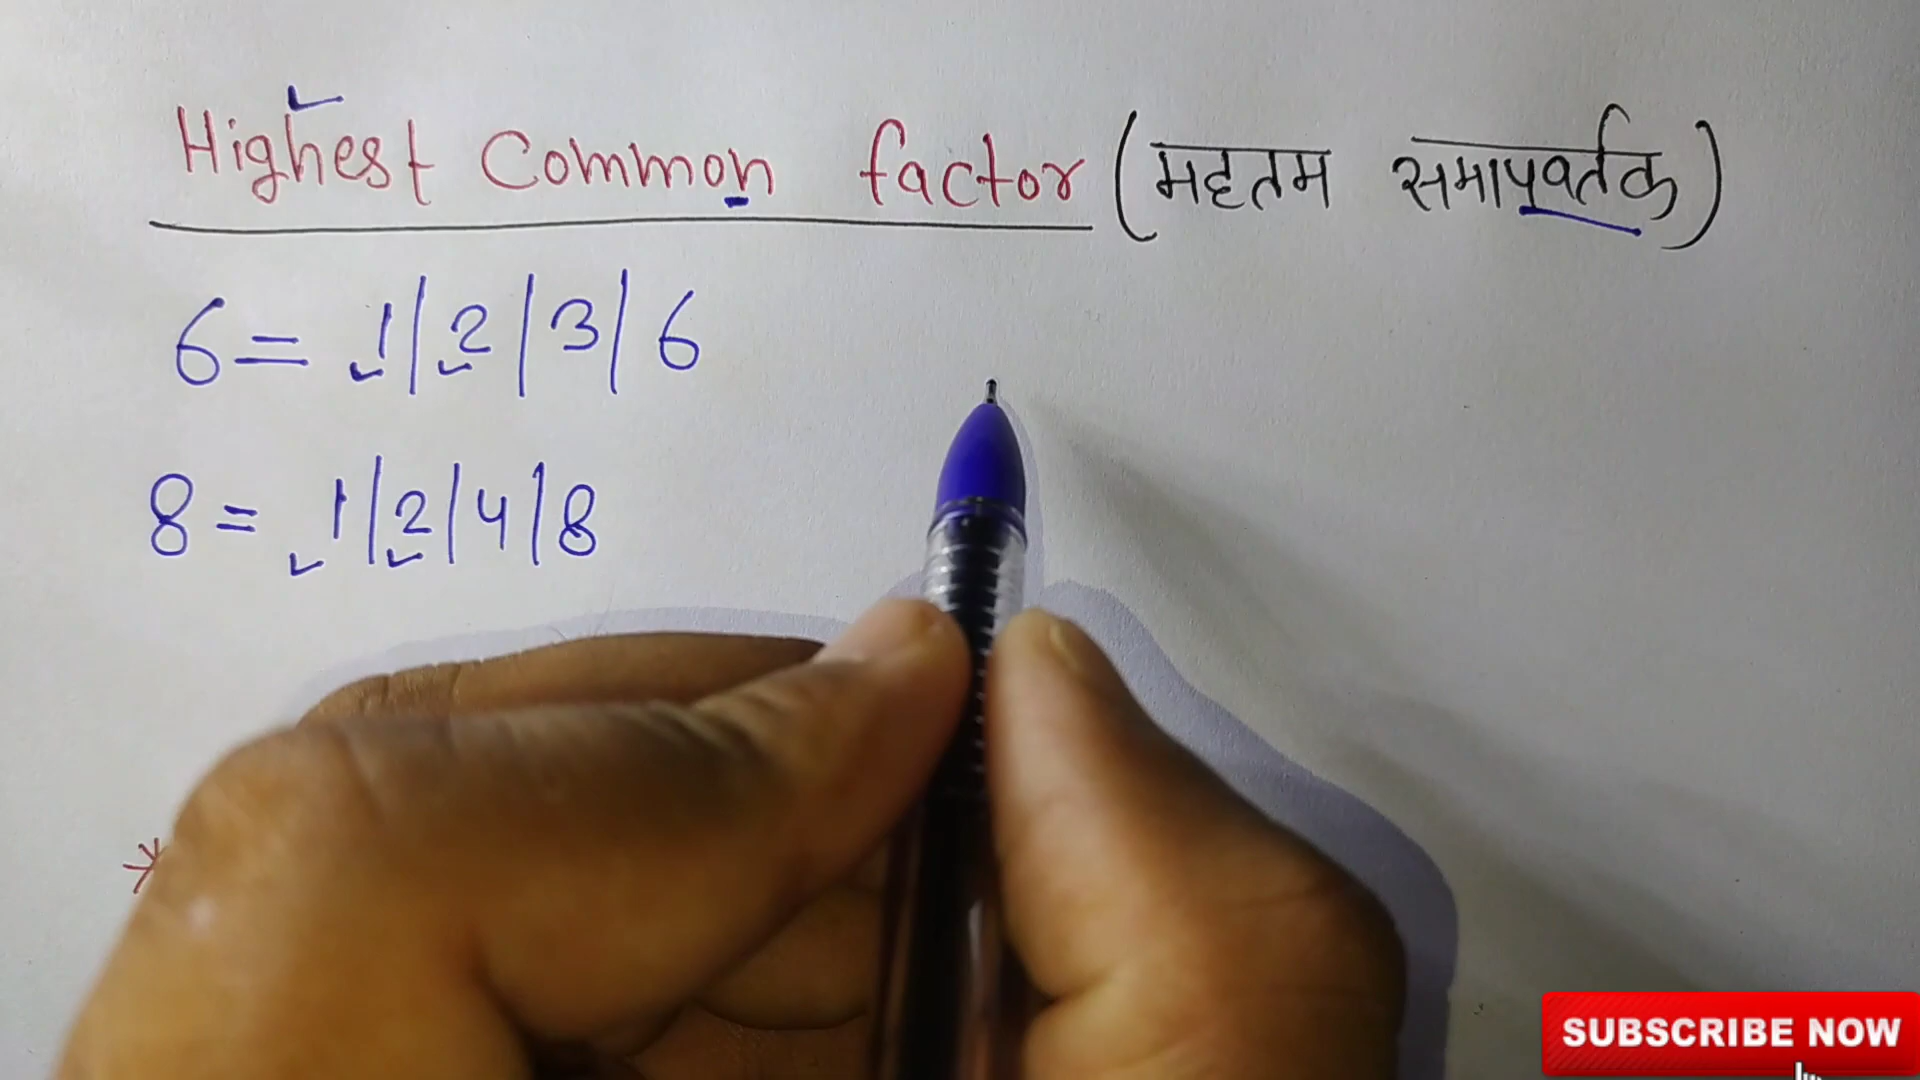 Highest Common factor (महत्तम समापवर्तक)
6 = 1 | 2 | 3 | 6
8 = 1 | 2 | 4 | 8
*
SUBSCRIBE NOW